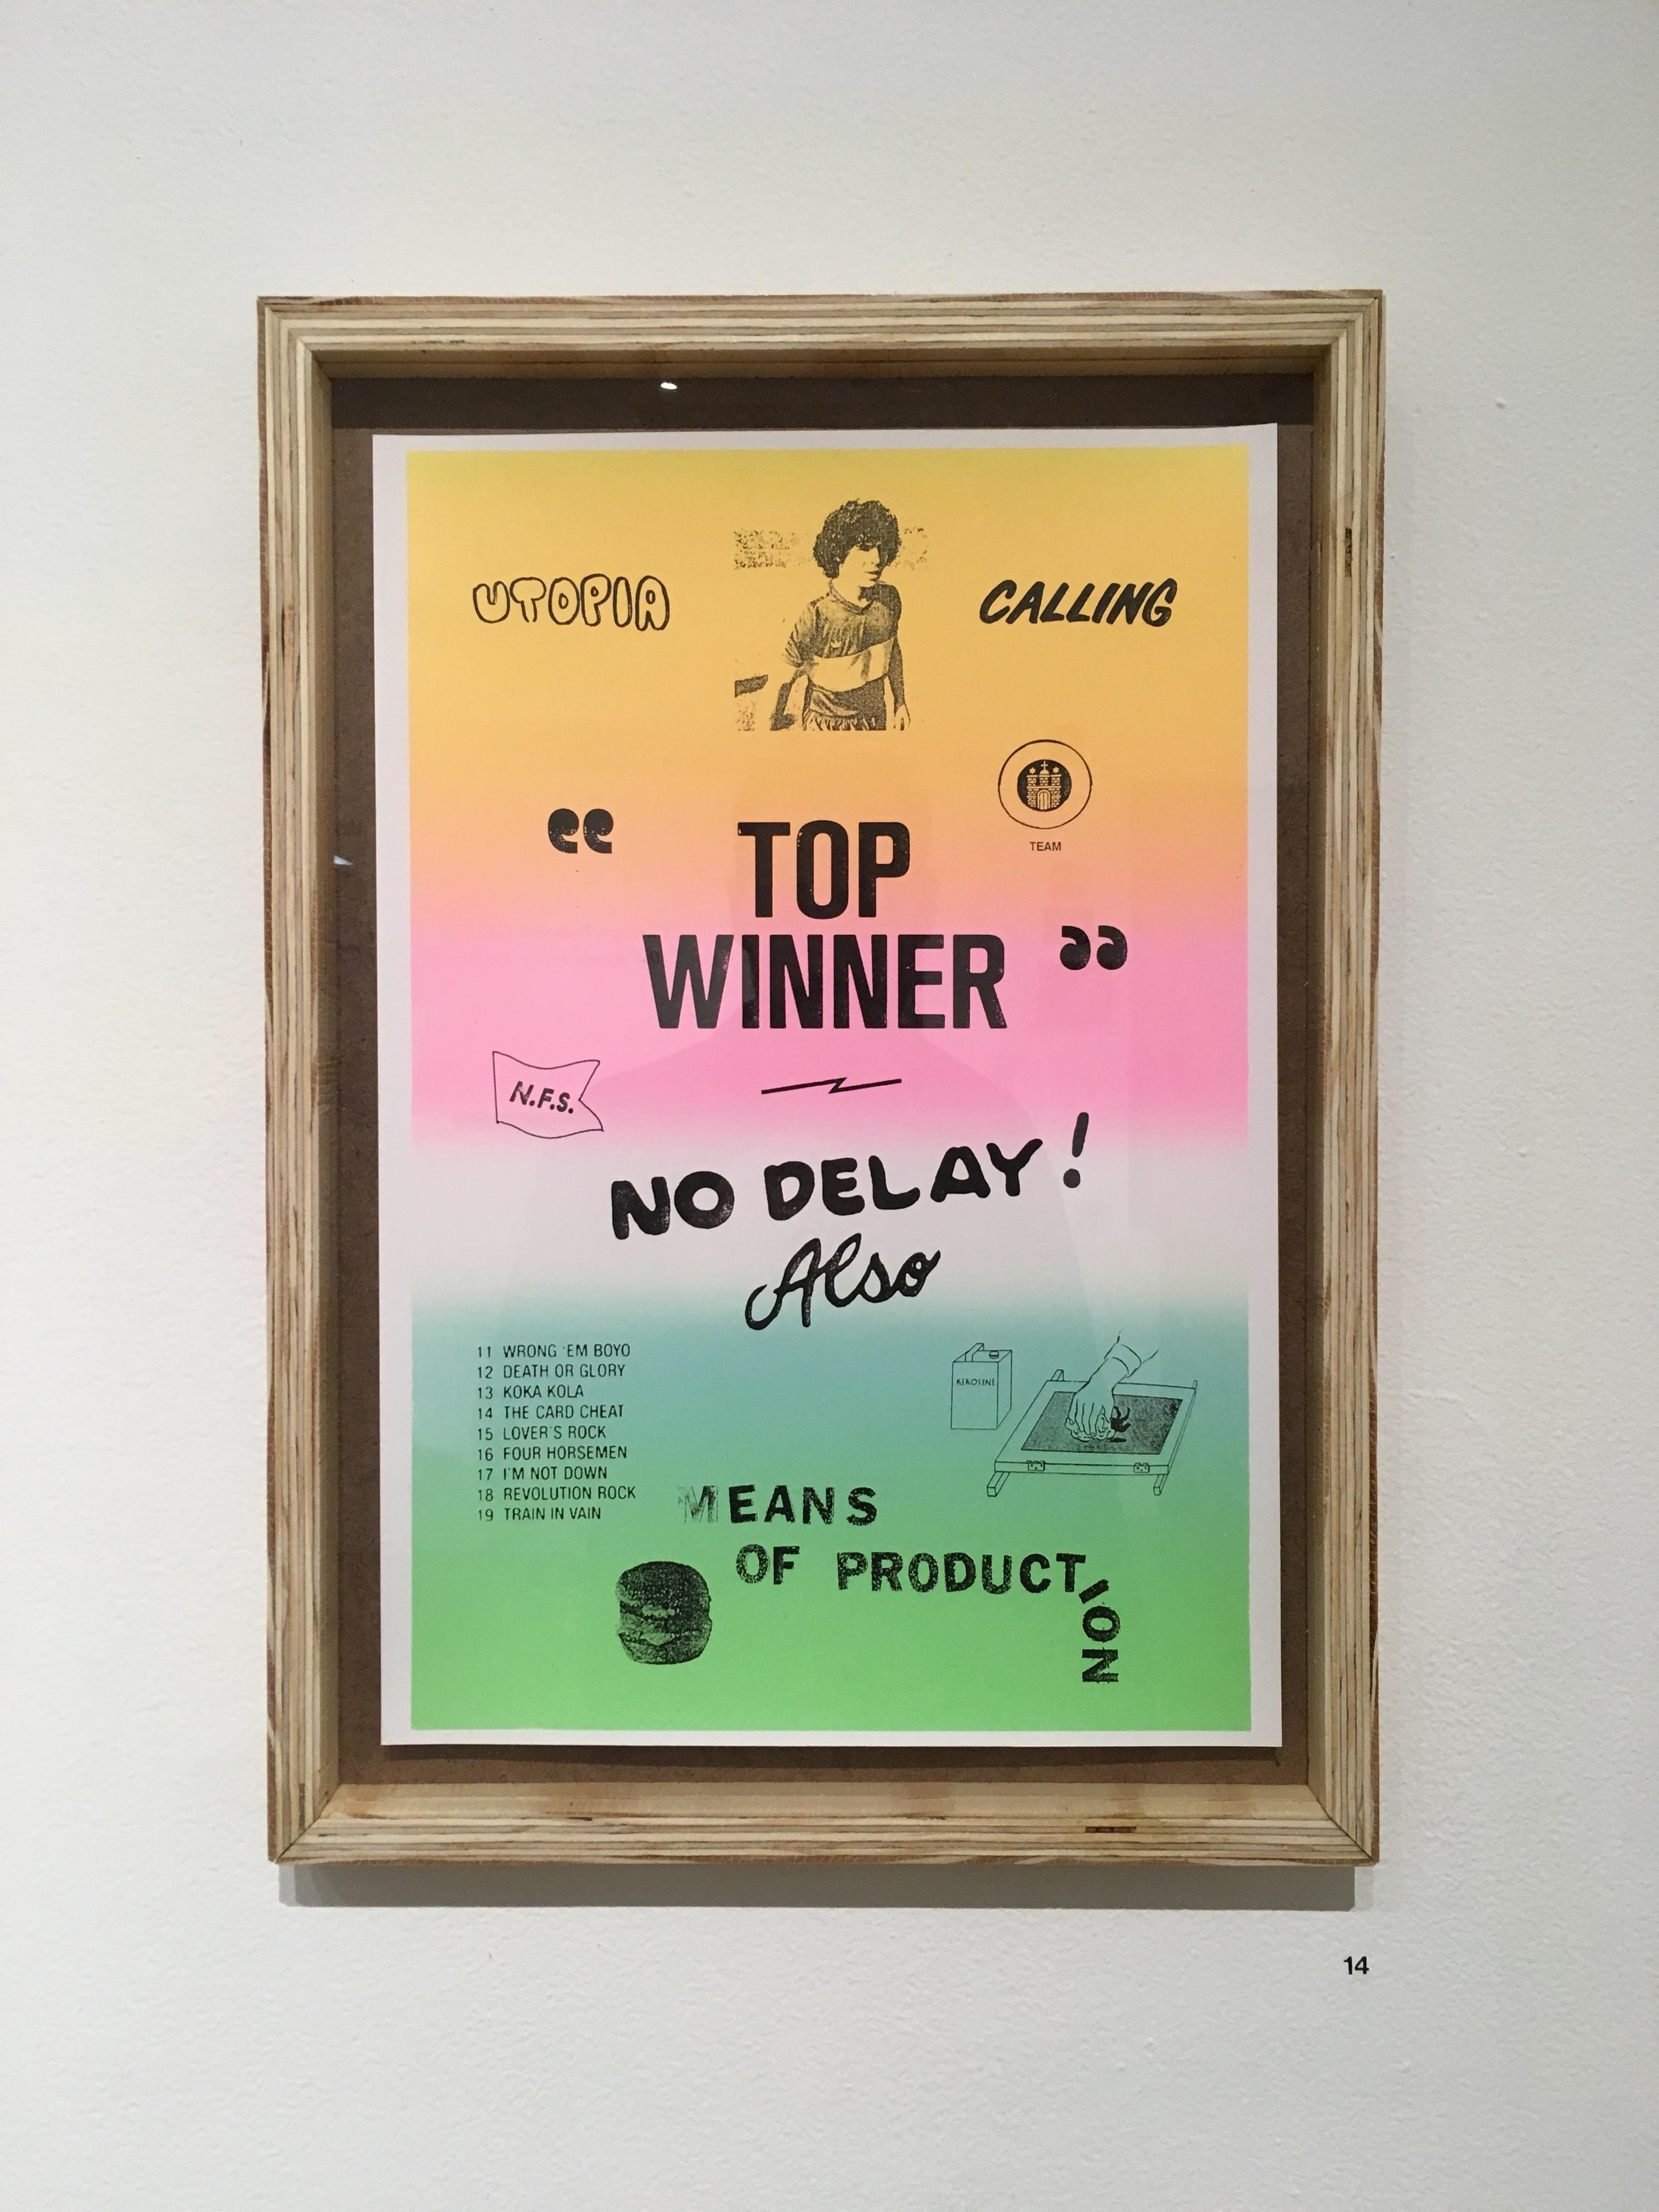 UTOPIA
CALLING
TEAM
“ TOP
WINNER ”
N.F.S.
NO DELAY!
Also
11 WRONG 'EM BOYO
12 DEATH OR GLORY
13 KOKA KOLA
14 THE CARD CHEAT
15 LOVER'S ROCK
16 FOUR HORSEMEN
17 I'M NOT DOWN
18 REVOLUTION ROCK
19 TRAIN IN VAIN
KEROSINE
MEANS
OF PRODUCTION
14